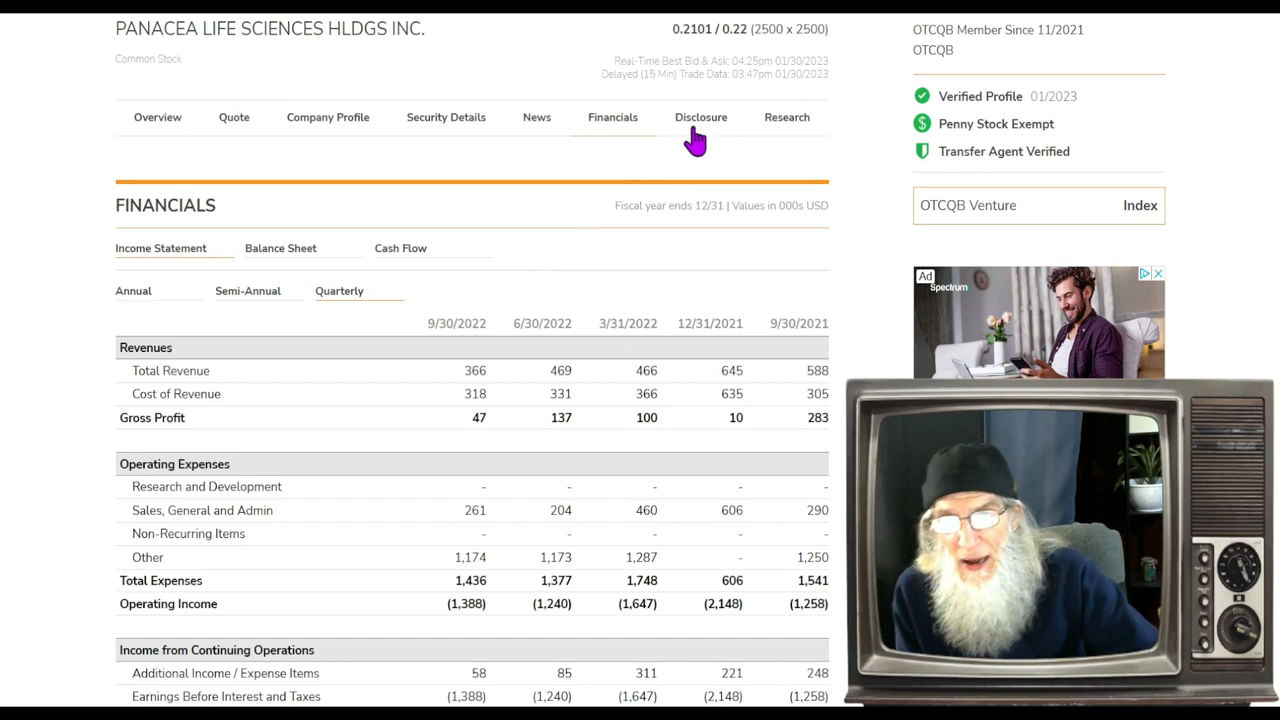 PANACEA LIFE SCIENCES HLDGS INC.
0.2101 / 0.22 (2500 x 2500)
Common Stock
Real-Time Best Bid & Ask: 04:25pm 01/30/2023
Delayed (15 Min) Trade Data: 03:47pm 01/30/2023
OTCQB Member Since 11/2021
OTCQB
Verified Profile 01/2023
Penny Stock Exempt
Transfer Agent Verified
Overview Quote Company Profile Security Details News Financials Disclosure Research
FINANCIALS
Fiscal year ends 12/31 | Values in 000s USD
OTCQB Venture Index
Income Statement Balance Sheet Cash Flow
Annual Semi-Annual Quarterly
Ad
Spectrum
9/30/2022 6/30/2022 3/31/2022 12/31/2021 9/30/2021
Revenues
Total Revenue 366 469 466 645 588
Cost of Revenue 318 331 366 635 305
Gross Profit 47 137 100 10 283
Operating Expenses
Research and Development - - - - -
Sales, General and Admin 261 204 460 606 290
Non-Recurring Items - - - - -
Other 1,174 1,173 1,287 - 1,250
Total Expenses 1,436 1,377 1,748 606 1,541
Operating Income (1,388) (1,240) (1,647) (2,148) (1,258)
Income from Continuing Operations
Additional Income / Expense Items 58 85 311 221 248
Earnings Before Interest and Taxes (1,388) (1,240) (1,647) (2,148) (1,258)